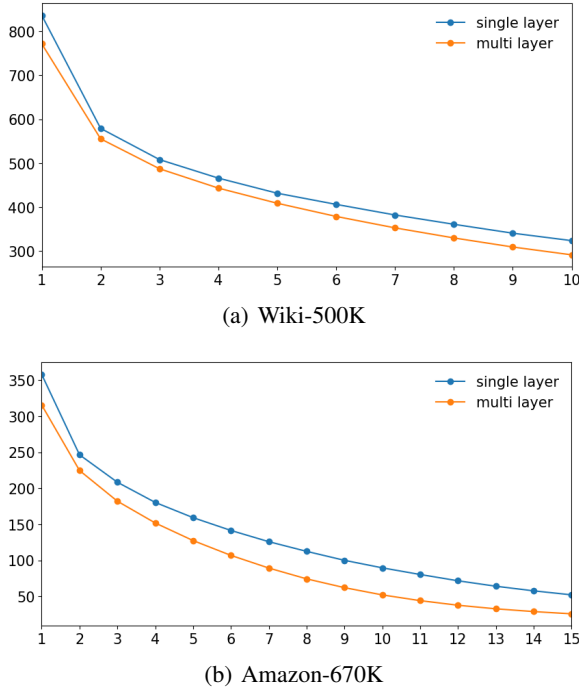 800
700
600
500
400
300
single layer
multi layer
1 2 3 4 5 6 7 8 9 10
(a) Wiki-500K
350
300
250
200
150
100
50
single layer
multi layer
1 2 3 4 5 6 7 8 9 10 11 12 13 14 15
(b) Amazon-670K